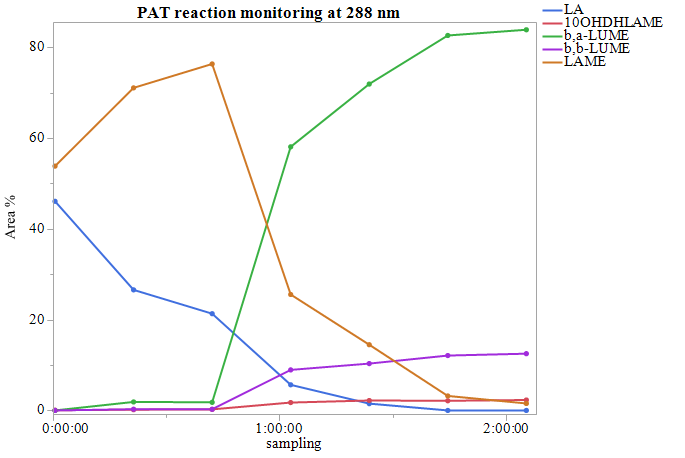 PAT reaction monitoring at 288 nm
LA
10OHDHLAME
b,a-LUME
b,b-LUME
LAME
Area %
80
60
40
20
0
0:00:00
1:00:00
2:00:00
sampling